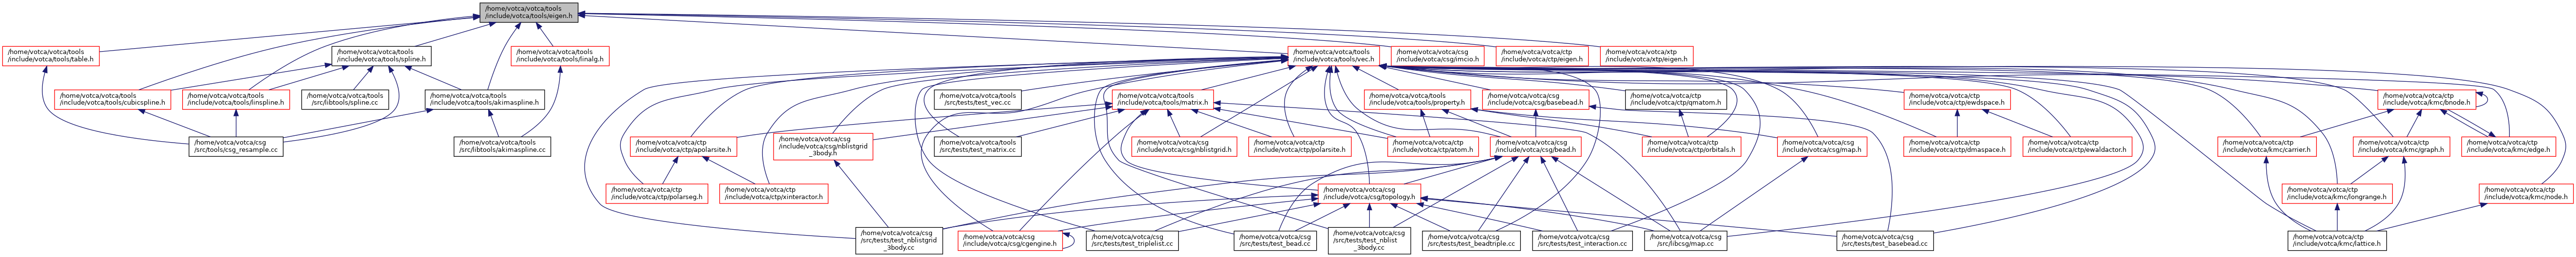 /home/votca/votca/tools
/include/votca/tools/eigen.h
/home/votca/votca/tools
/include/votca/tools/table.h
/home/votca/votca/tools
/include/votca/tools/spline.h
/home/votca/votca/tools
/include/votca/tools/linalg.h
/home/votca/votca/tools
/include/votca/tools/vec.h
/home/votca/votca/csg
/include/votca/csg/imcio.h
/home/votca/votca/ctp
/include/votca/ctp/eigen.h
/home/votca/votca/xtp
/include/votca/xtp/eigen.h
/home/votca/votca/tools
/include/votca/tools/cubicspline.h
/home/votca/votca/tools
/include/votca/tools/linspline.h
/home/votca/votca/tools
/src/libtools/spline.cc
/home/votca/votca/tools
/include/votca/tools/akimaspline.h
/home/votca/votca/tools
/src/tests/test_vec.cc
/home/votca/votca/tools
/include/votca/tools/matrix.h
/home/votca/votca/tools
/include/votca/tools/property.h
/home/votca/votca/csg
/include/votca/csg/basebead.h
/home/votca/votca/ctp
/include/votca/ctp/qmatom.h
/home/votca/votca/ctp
/include/votca/ctp/ewdspace.h
/home/votca/votca/ctp
/include/votca/kmc/bnode.h
/home/votca/votca/csg
/src/tools/csg_resample.cc
/home/votca/votca/tools
/src/libtools/akimaspline.cc
/home/votca/votca/ctp
/include/votca/ctp/apolarsite.h
/home/votca/votca/csg
/include/votca/csg/nblistgrid
_3body.h
/home/votca/votca/tools
/src/tests/test_matrix.cc
/home/votca/votca/csg
/include/votca/csg/nblistgrid.h
/home/votca/votca/ctp
/include/votca/ctp/polarsite.h
/home/votca/votca/ctp
/include/votca/ctp/atom.h
/home/votca/votca/csg
/include/votca/csg/bead.h
/home/votca/votca/ctp
/include/votca/ctp/orbitals.h
/home/votca/votca/csg
/include/votca/csg/map.h
/home/votca/votca/ctp
/include/votca/ctp/dmaspace.h
/home/votca/votca/ctp
/include/votca/ctp/ewaldactor.h
/home/votca/votca/ctp
/include/votca/kmc/carrier.h
/home/votca/votca/ctp
/include/votca/kmc/graph.h
/home/votca/votca/ctp
/include/votca/kmc/edge.h
/home/votca/votca/ctp
/include/votca/ctp/polarseg.h
/home/votca/votca/ctp
/include/votca/ctp/xinteractor.h
/home/votca/votca/csg
/include/votca/csg/topology.h
/home/votca/votca/ctp
/include/votca/kmc/longrange.h
/home/votca/votca/ctp
/include/votca/kmc/node.h
/home/votca/votca/csg
/src/tests/test_nblistgrid
_3body.cc
/home/votca/votca/csg
/include/votca/csg/cgengine.h
/home/votca/votca/csg
/src/tests/test_triplelist.cc
/home/votca/votca/csg
/src/tests/test_bead.cc
/home/votca/votca/csg
/src/tests/test_nblist
_3body.cc
/home/votca/votca/csg
/src/tests/test_beadtriple.cc
/home/votca/votca/csg
/src/tests/test_interaction.cc
/home/votca/votca/csg
/src/libcsg/map.cc
/home/votca/votca/csg
/src/tests/test_basebead.cc
/home/votca/votca/ctp
/include/votca/kmc/lattice.h